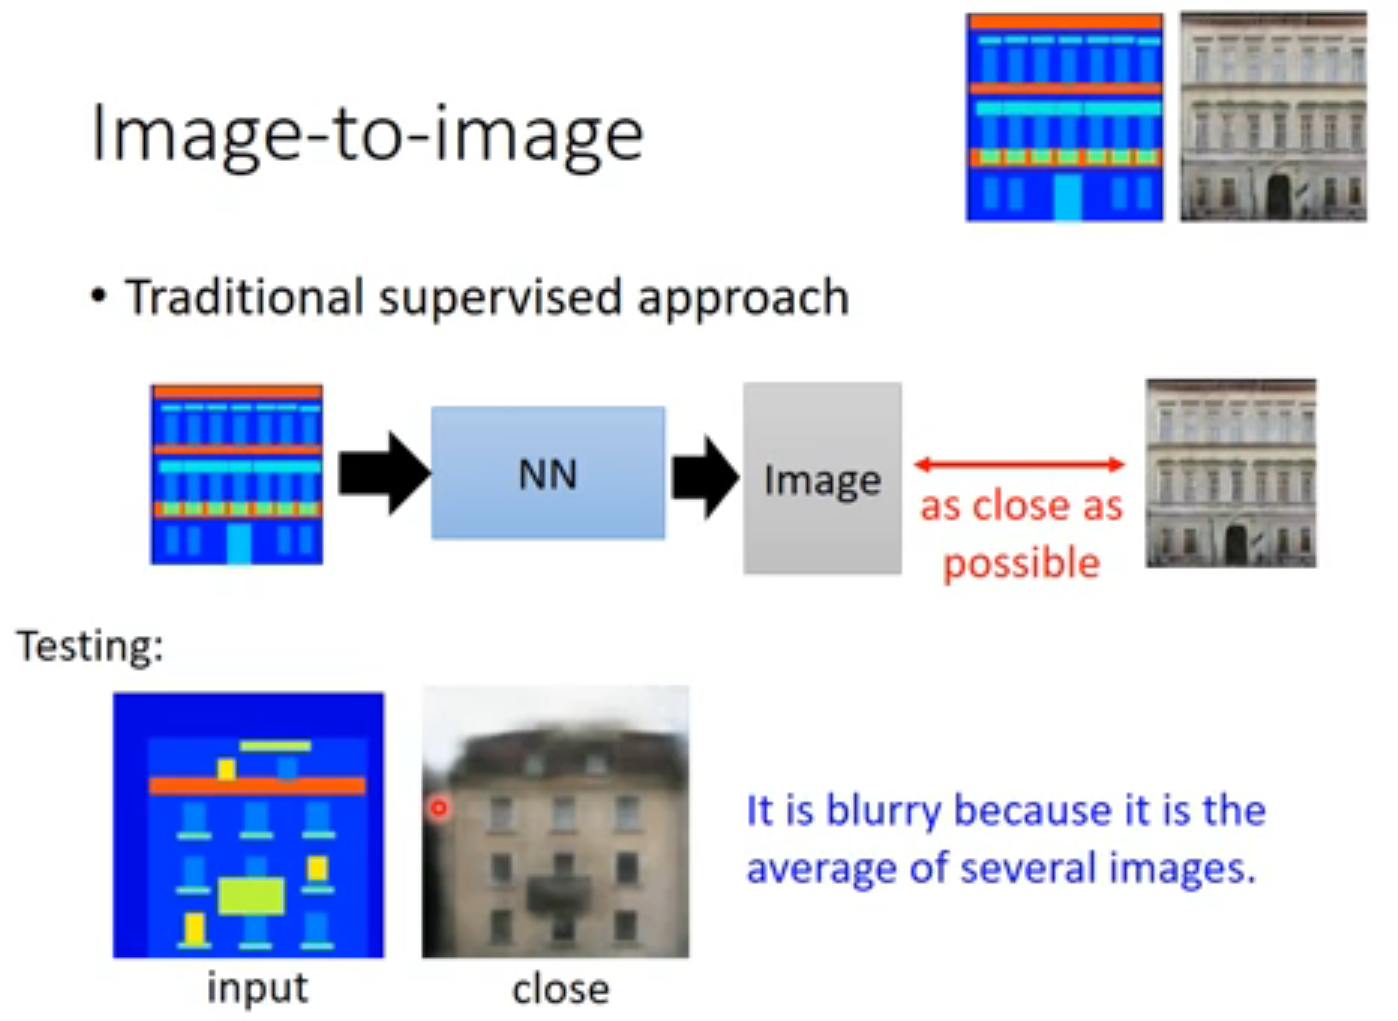 Image-to-image
• Traditional supervised approach
NN
Image
as close as
possible
Testing:
It is blurry because it is the
average of several images.
input
close